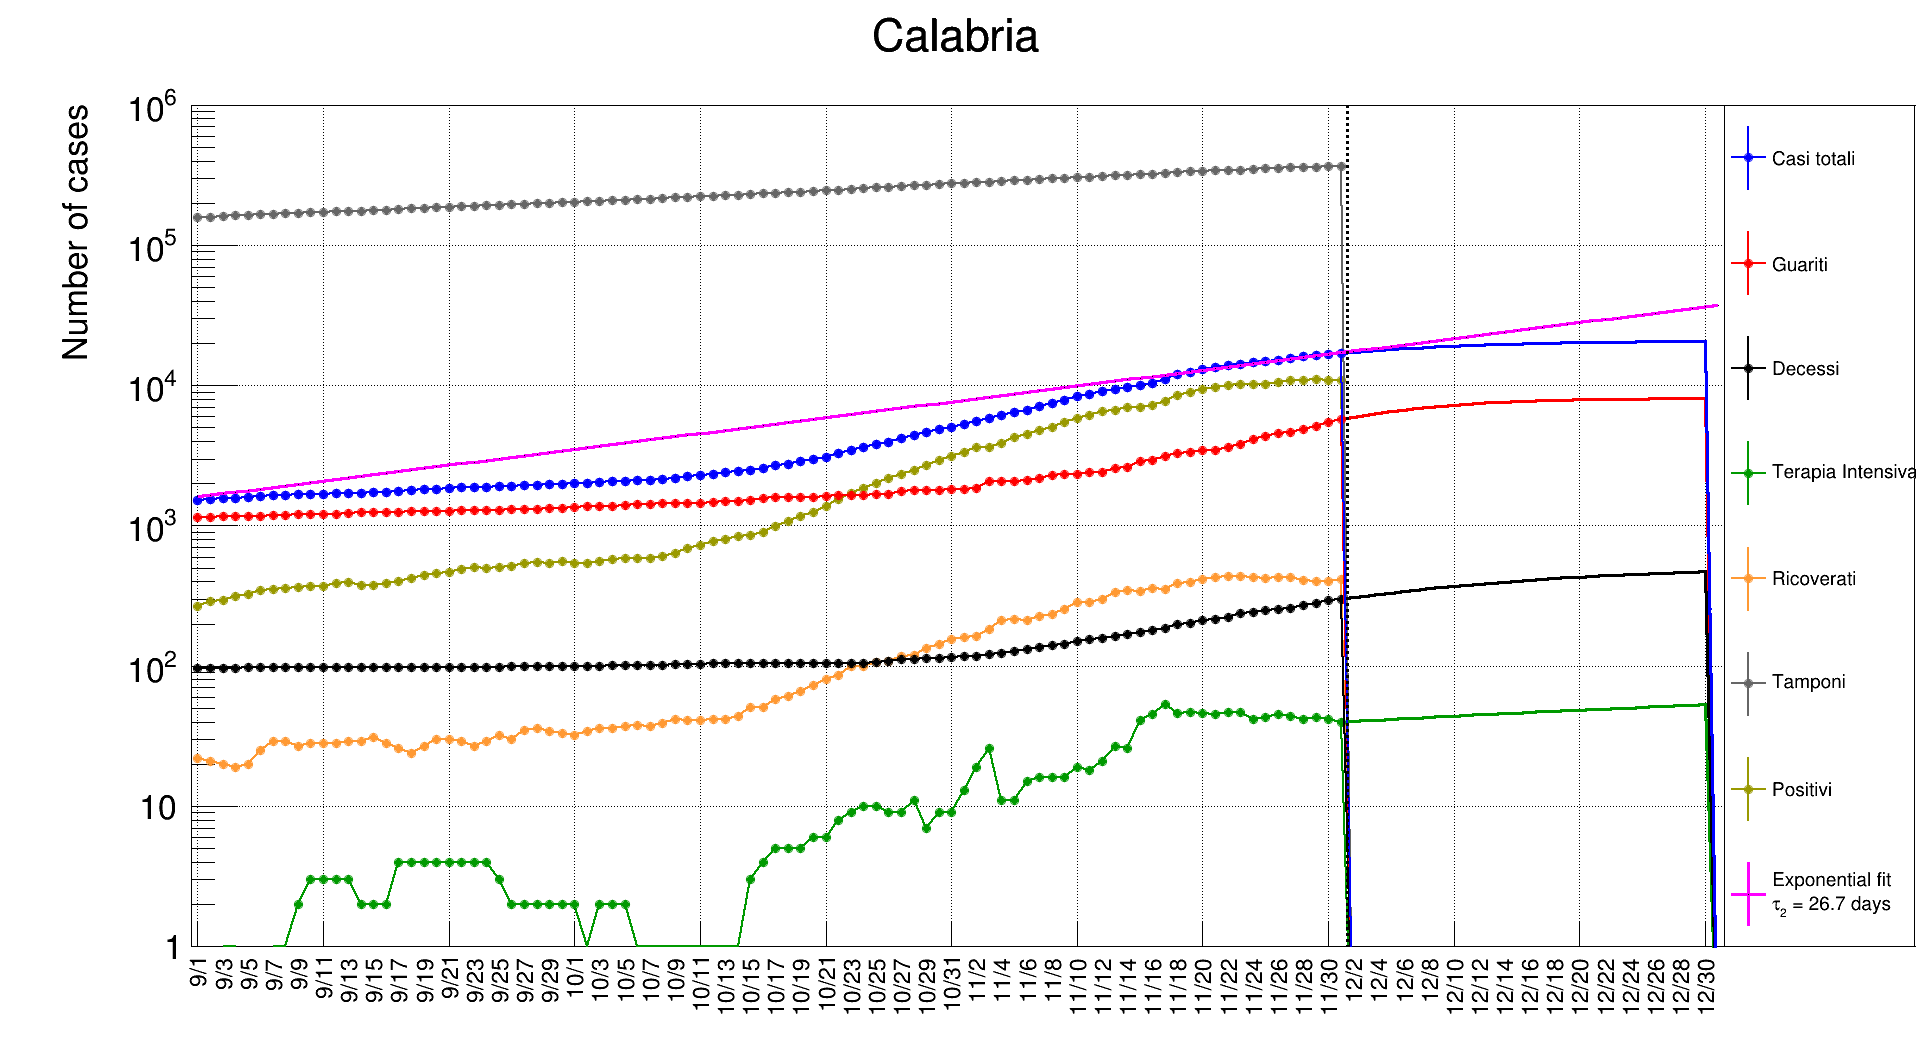 Calabria
Number of cases
10^6
10^5
10^4
10^3
10^2
10
1
9/1 9/3 9/5 9/7 9/9 9/11 9/13 9/15 9/17 9/19 9/21 9/23 9/25 9/27 9/29 10/1 10/3 10/5 10/7 10/9 10/11 10/13 10/15 10/17 10/19 10/21 10/23 10/25 10/27 10/29 10/31 11/2 11/4 11/6 11/8 11/10 11/12 11/14 11/16 11/18 11/20 11/22 11/24 11/26 11/28 11/30 12/2 12/4 12/6 12/8 12/10 12/12 12/14 12/16 12/18 12/20 12/22 12/24 12/26 12/28 12/30
Casi totali
Guariti
Decessi
Terapia Intensiva
Ricoverati
Tamponi
Positivi
Exponential fit
τ₂ = 26.7 days